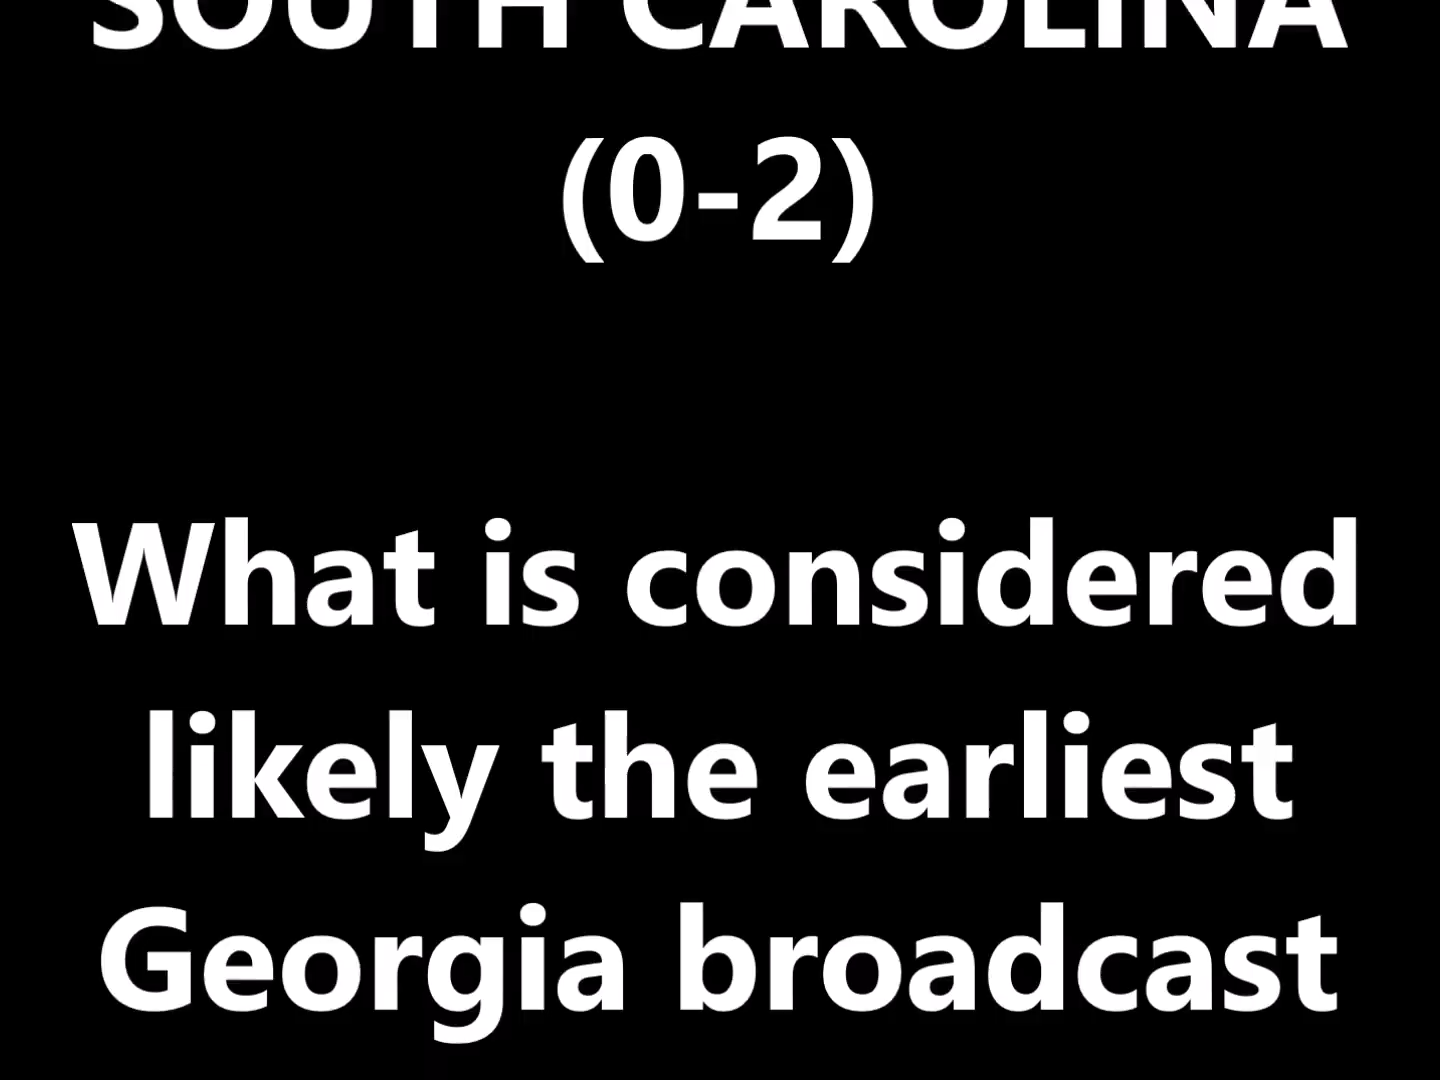 SOUTH CAROLINA
(0-2)
What is considered
likely the earliest
Georgia broadcast